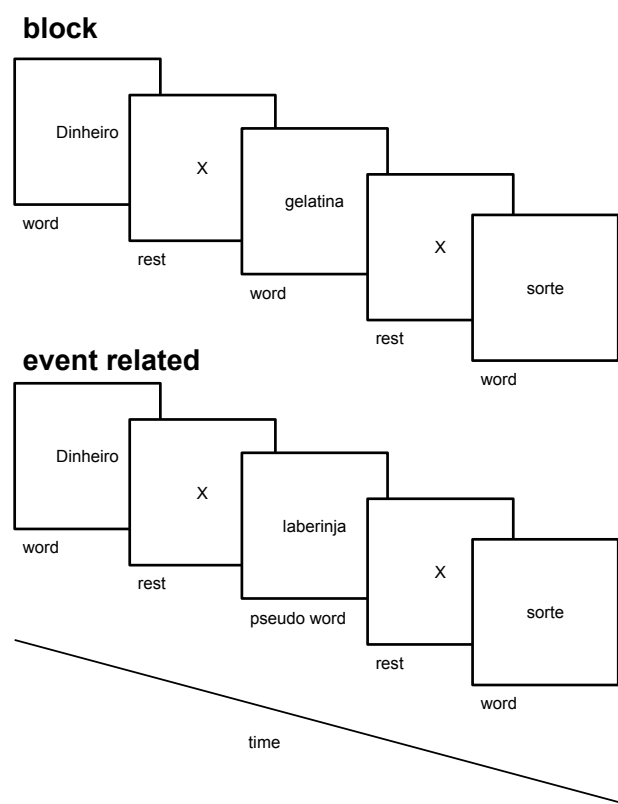 block
Dinheiro
word
X
rest
gelatina
word
X
rest
sorte
word
event related
Dinheiro
word
X
rest
laberinja
pseudo word
X
rest
sorte
word
time